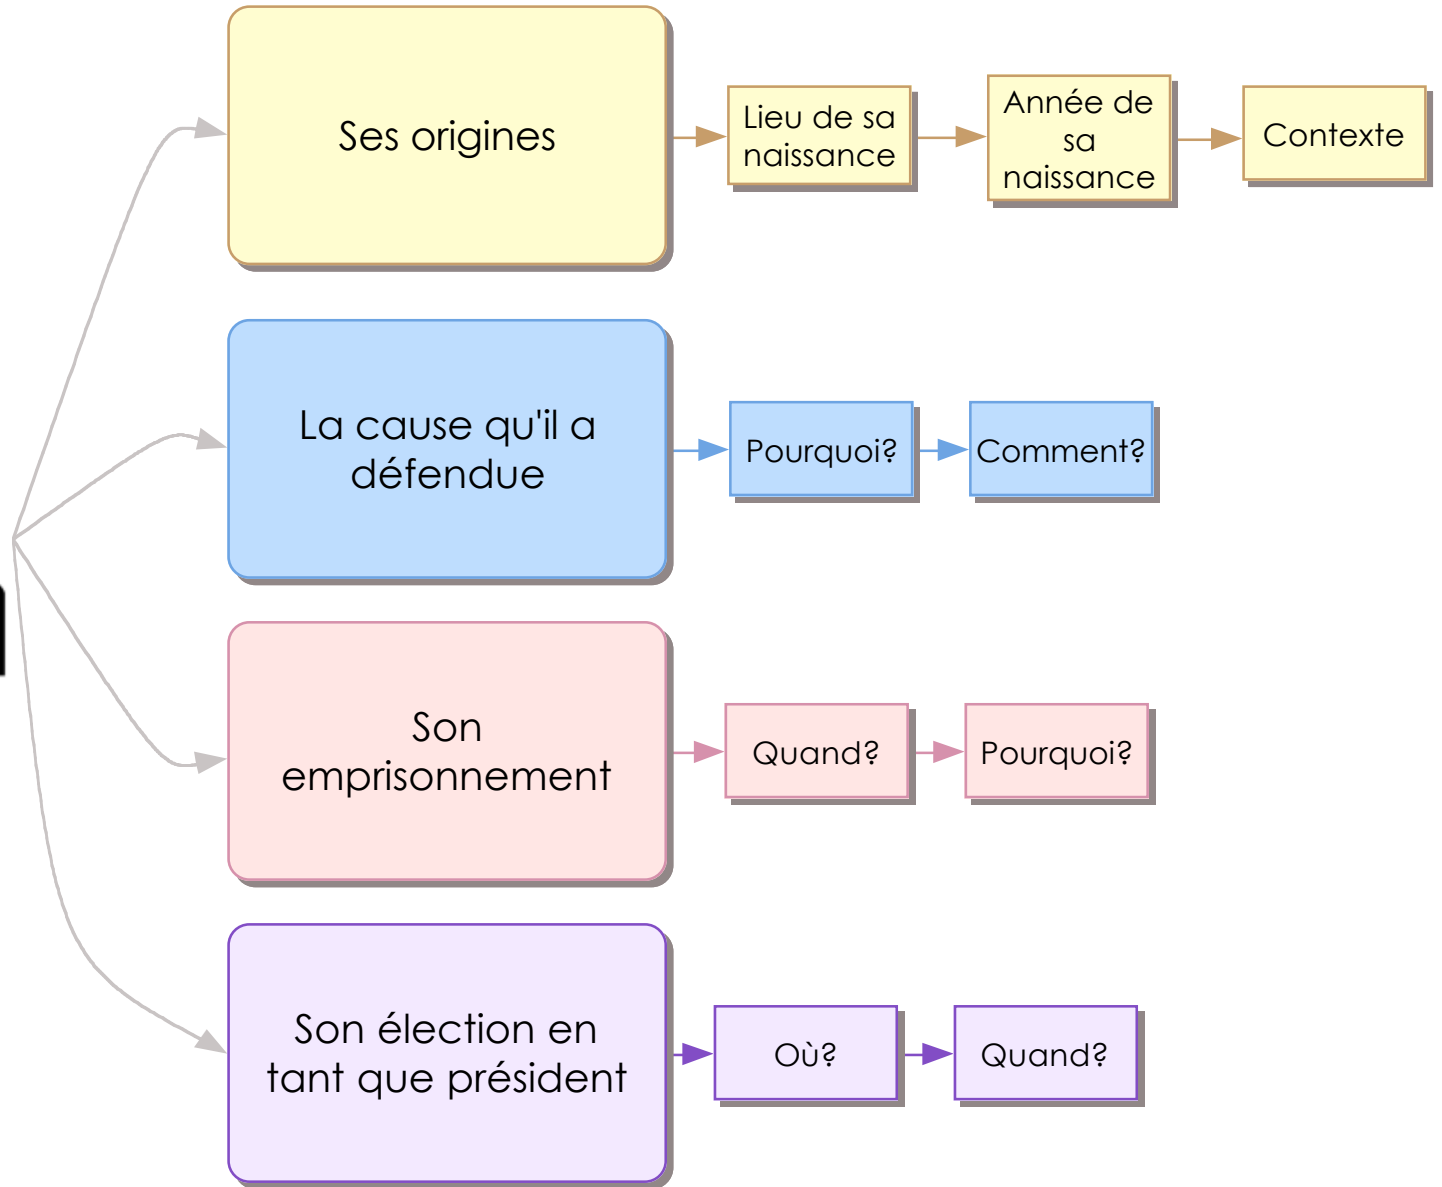 Ses origines
Lieu de sa
naissance
Année de
sa
naissance
Contexte
La cause qu'il a
défendue
Pourquoi?
Comment?
Son
emprisonnement
Quand?
Pourquoi?
Son élection en
tant que président
Où?
Quand?